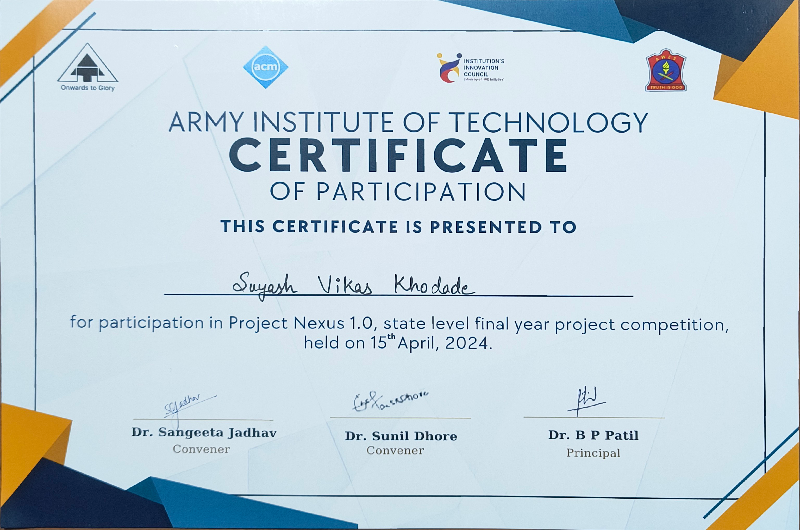 Onwards to Glory
acm
INSTITUTION'S
INNOVATION
COUNCIL
ARMY INSTITUTE OF TECHNOLOGY
CERTIFICATE
OF PARTICIPATION
THIS CERTIFICATE IS PRESENTED TO
Suyash Vikas Khodade
for participation in Project Nexus 1.0, state level final year project competition,
held on 15th April, 2024.
SGJadhav
Dr. Sangeeta Jadhav
Convener
Dr. Sunil Dhore
Convener
Dr. B P Patil
Principal